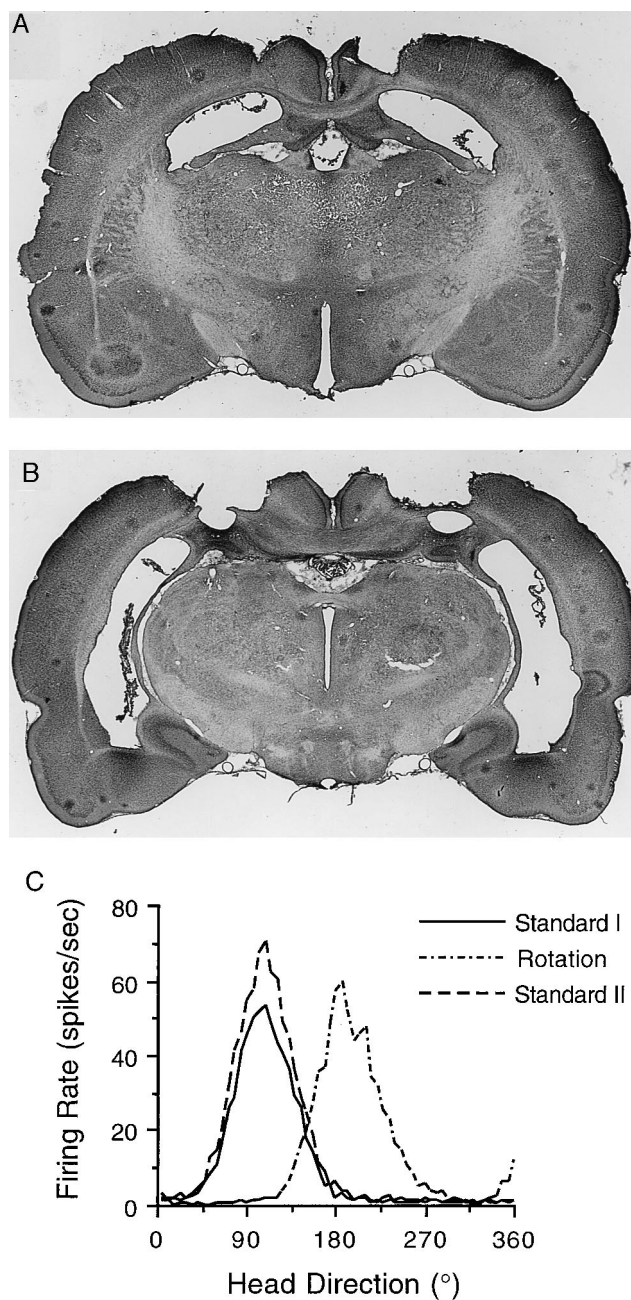 A
B
C
80
60
40
20
0
Firing Rate (spikes/sec)
Standard I
Rotation
Standard II
0 90 180 270 360
Head Direction (°)